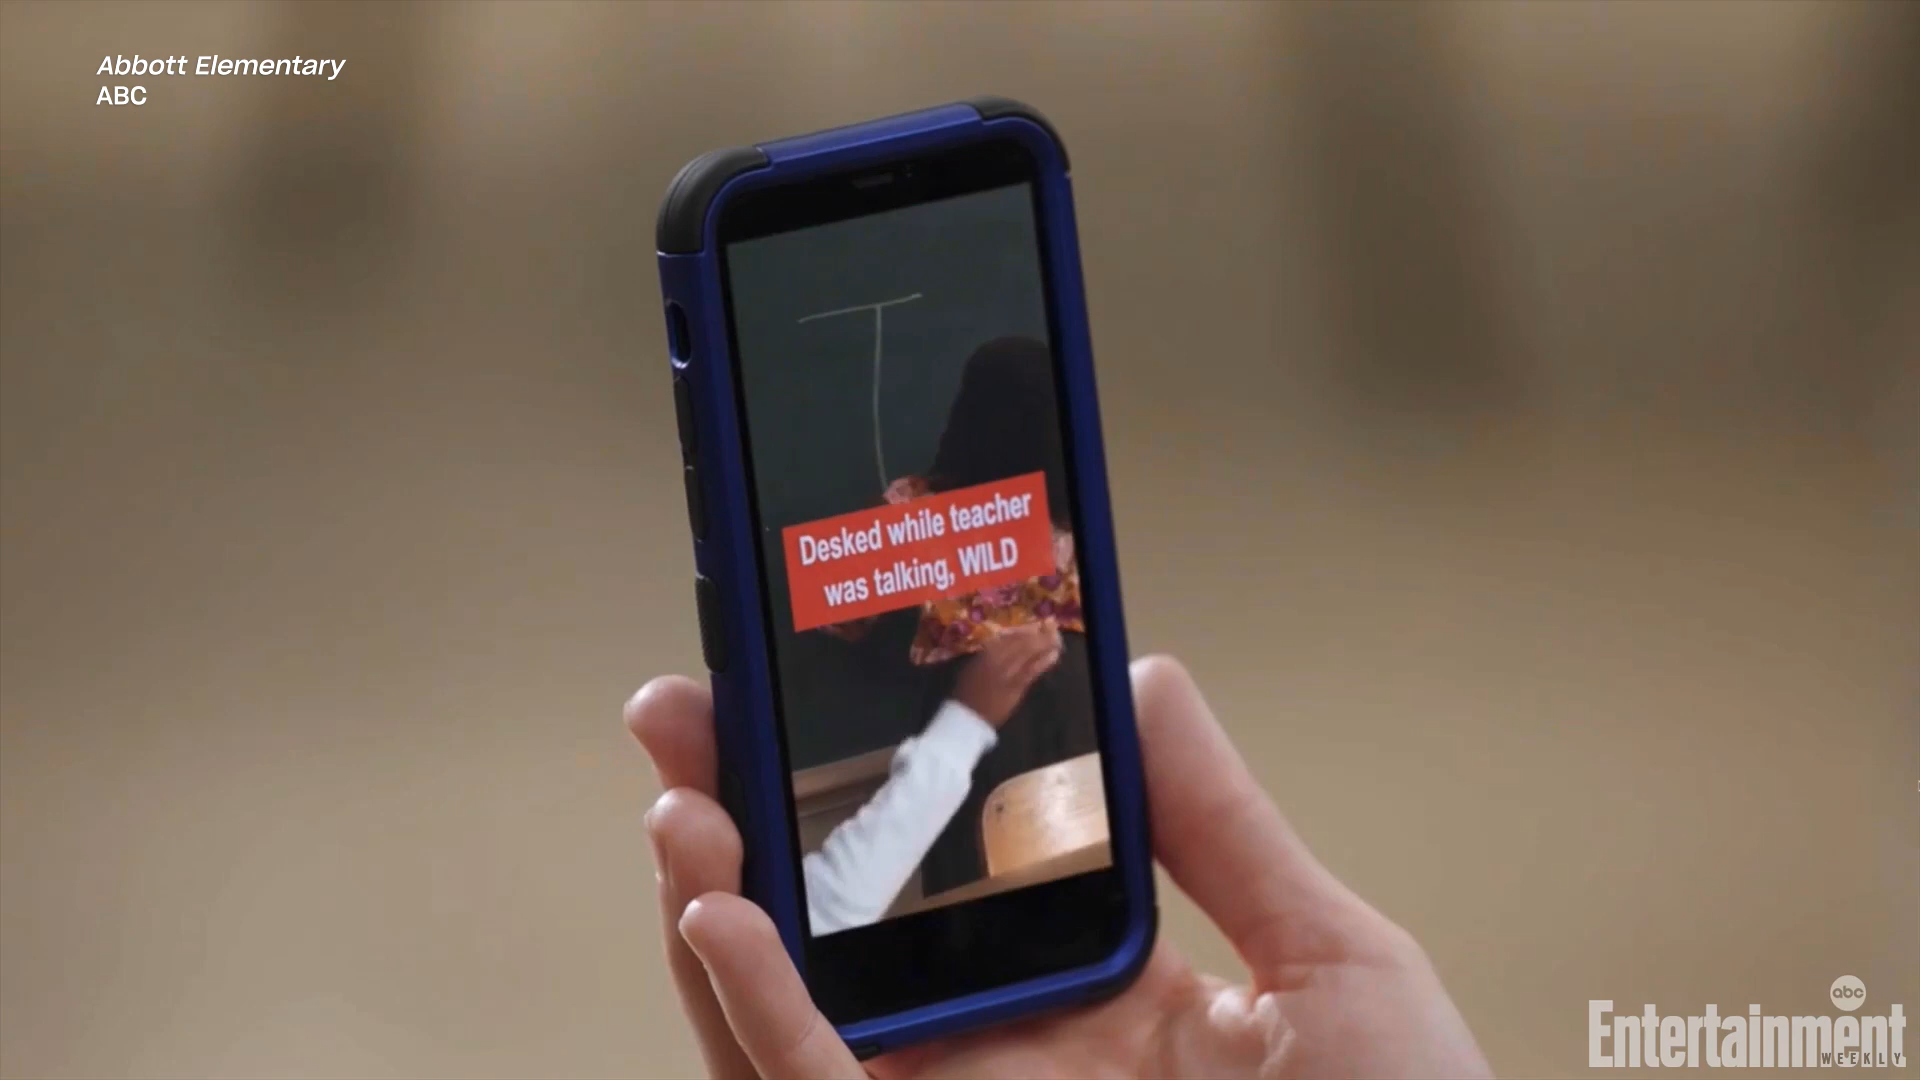 Abbott Elementary
ABC
T
Desked while teacher
was talking, WILD
abc
Entertainment
WEEKLY